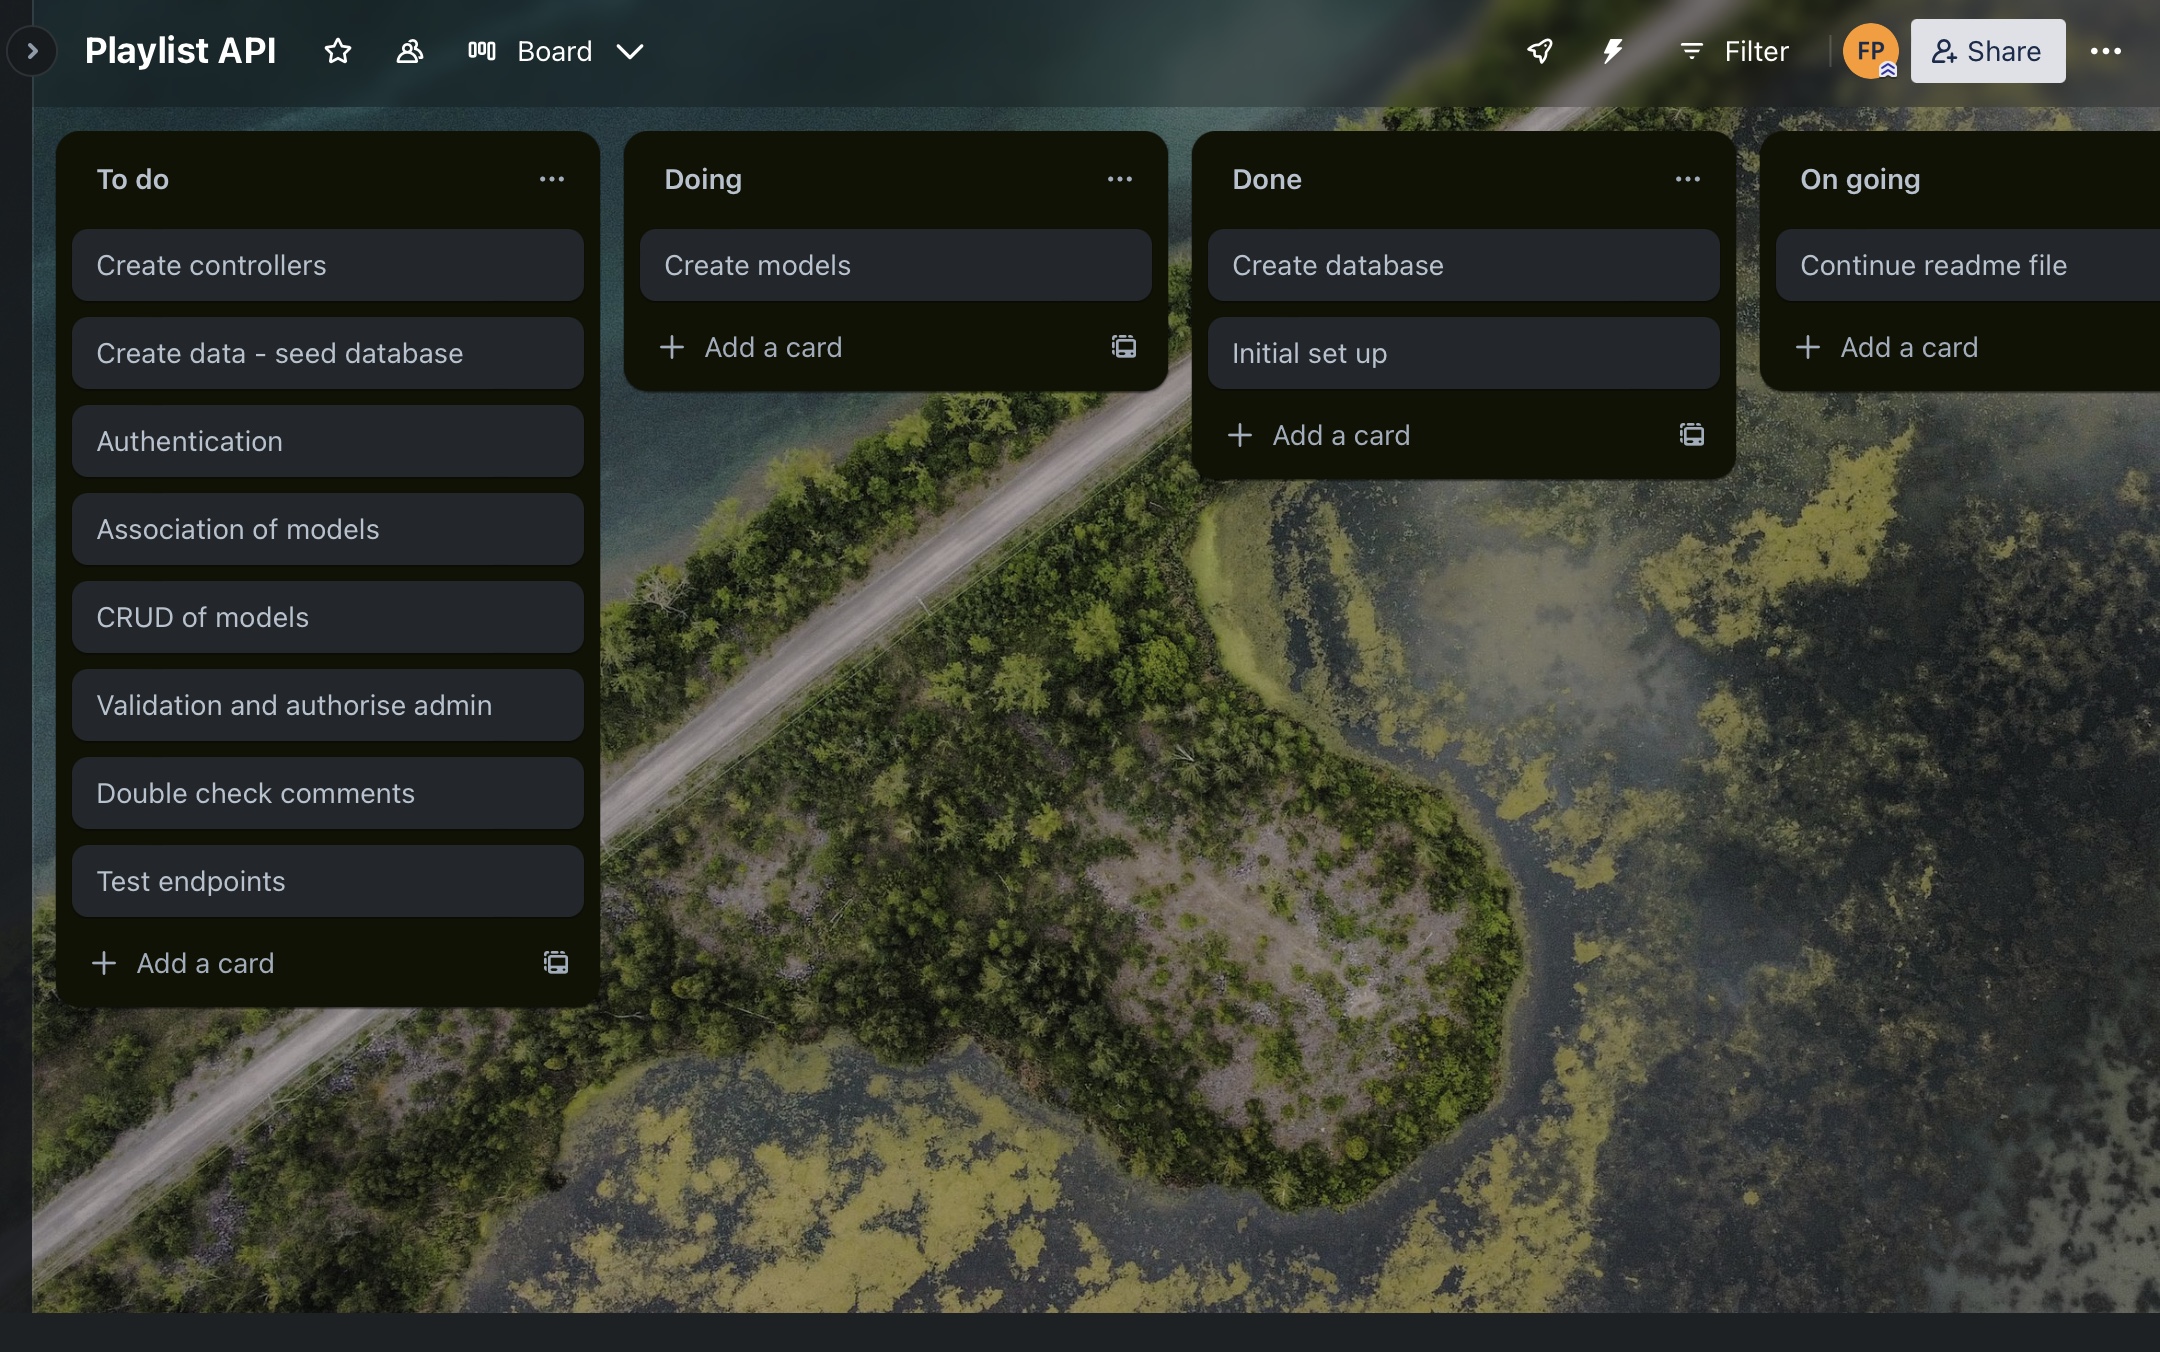 Playlist API
Board
Filter
FP
Share
To do
Create controllers
Create data - seed database
Authentication
Association of models
CRUD of models
Validation and authorise admin
Double check comments
Test endpoints
Add a card
Doing
Create models
Add a card
Done
Create database
Initial set up
Add a card
On going
Continue readme file
Add a card